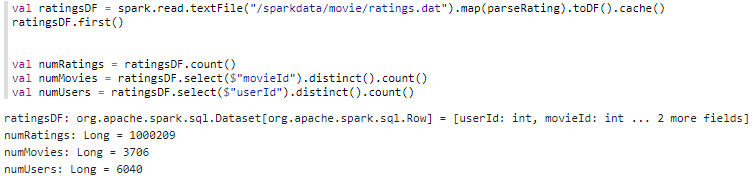 val ratingsDF = spark.read.textFile("/sparkdata/movie/ratings.dat").map(parseRating).toDF().cache()
ratingsDF.first()
val numRatings = ratingsDF.count()
val numMovies = ratingsDF.select($"movieId").distinct().count()
val numUsers = ratingsDF.select($"userId").distinct().count()
ratingsDF: org.apache.spark.sql.Dataset[org.apache.spark.sql.Row] = [userId: int, movieId: int ... 2 more fields]
numRatings: Long = 1000209
numMovies: Long = 3706
numUsers: Long = 6040